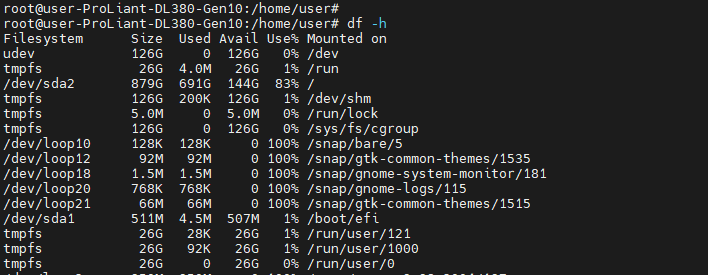 root@user-ProLiant-DL380-Gen10:/home/user#
root@user-ProLiant-DL380-Gen10:/home/user# df -h
Filesystem      Size  Used Avail Use% Mounted on
udev            126G     0  126G   0% /dev
tmpfs            26G  4.0M   26G   1% /run
/dev/sda2       879G  691G  144G  83% /
tmpfs           126G  200K  126G   1% /dev/shm
tmpfs           5.0M     0  5.0M   0% /run/lock
tmpfs           126G     0  126G   0% /sys/fs/cgroup
/dev/loop10     128K  128K     0 100% /snap/bare/5
/dev/loop12      92M   92M     0 100% /snap/gtk-common-themes/1535
/dev/loop18     1.5M  1.5M     0 100% /snap/gnome-system-monitor/181
/dev/loop20     768K  768K     0 100% /snap/gnome-logs/115
/dev/loop21      66M   66M     0 100% /snap/gtk-common-themes/1515
/dev/sda1       511M  4.5M  507M   1% /boot/efi
tmpfs            26G   28K   26G   1% /run/user/121
tmpfs            26G   92K   26G   1% /run/user/1000
tmpfs            26G     0   26G   0% /run/user/0